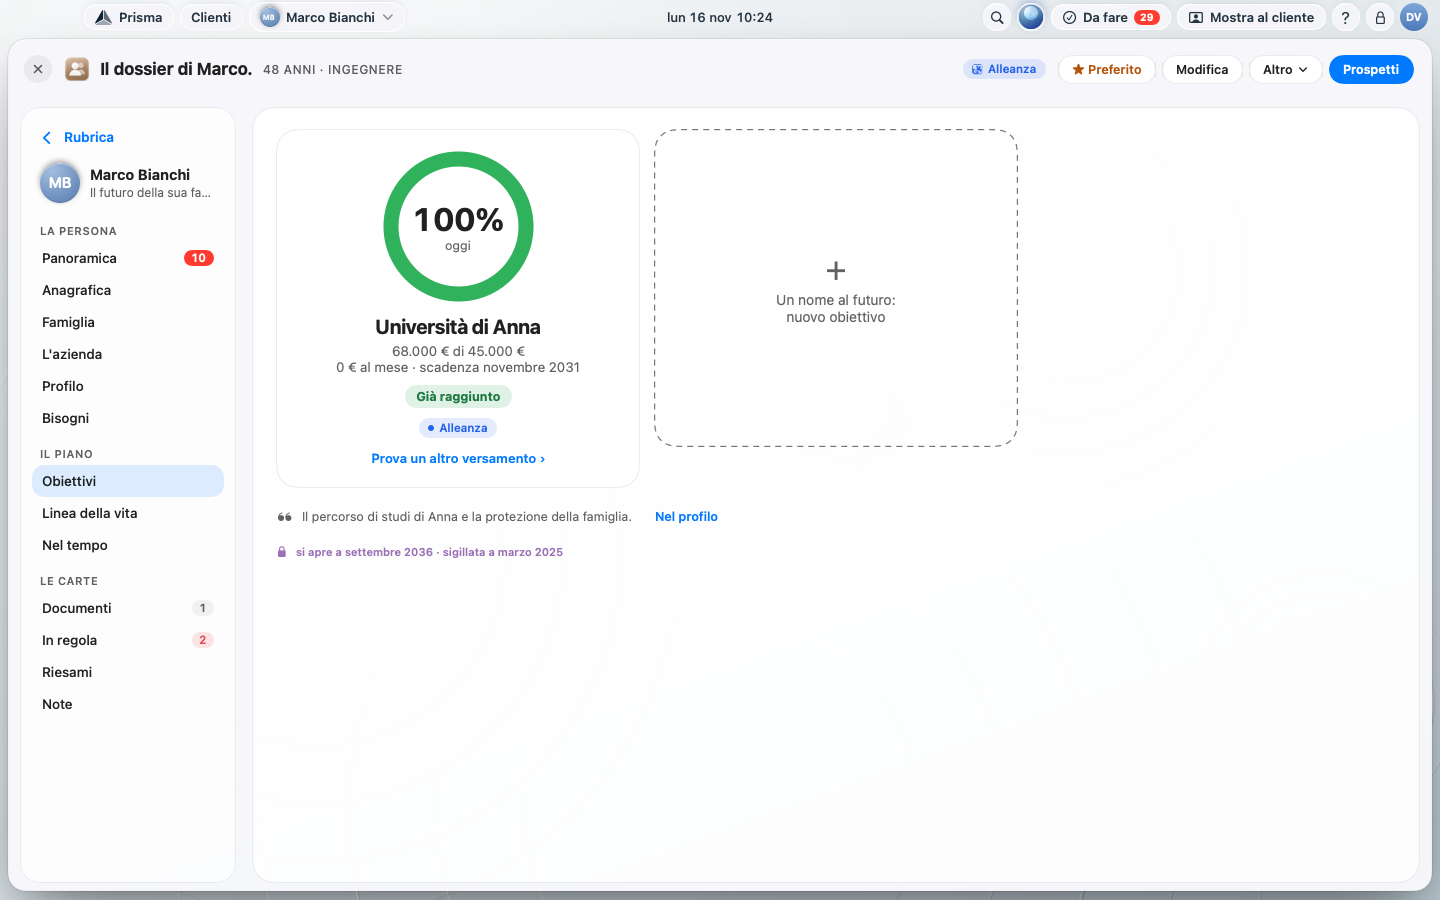 Prisma
Clienti
MB Marco Bianchi
lun 16 nov 10:24
Da fare 29
Mostra al cliente
?
DV
Il dossier di Marco.
48 ANNI · INGEGNERE
Alleanza
Preferito
Modifica
Altro
Prospetti
Rubrica
MB
Marco Bianchi
Il futuro della sua fa...
LA PERSONA
Panoramica 10
Anagrafica
Famiglia
L'azienda
Profilo
Bisogni
IL PIANO
Obiettivi
Linea della vita
Nel tempo
LE CARTE
Documenti 1
In regola 2
Riesami
Note
100%
oggi
Università di Anna
68.000 € di 45.000 €
0 € al mese · scadenza novembre 2031
Già raggiunto
Alleanza
Prova un altro versamento ›
+
Un nome al futuro:
nuovo obiettivo
Il percorso di studi di Anna e la protezione della famiglia. Nel profilo
si apre a settembre 2036 · sigillata a marzo 2025